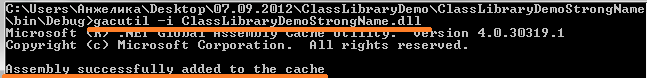 C:\Users\Анжелика\Desktop\07.09.2012\ClassLibraryDemo\ClassLibraryDemoStrongName
\bin\Debug>gacutil -i ClassLibraryDemoStrongName.dll
Microsoft (R) .NET Global Assembly Cache Utility.  Version 4.0.30319.1
Copyright (c) Microsoft Corporation.  All rights reserved.
Assembly successfully added to the cache